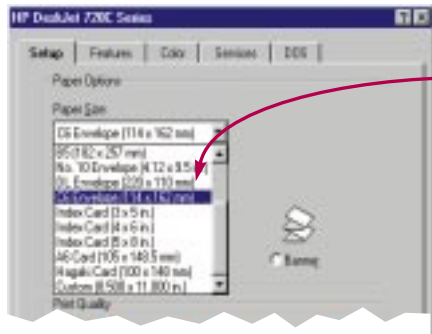 HP DeskJet 720C Series
Setup Features Color Services DOS
Paper Options
Paper Size
C6 Envelope (114 x 162 mm)
B5 (182 x 257 mm)
No. 10 Envelope (4.12 x 9.5 in.)
DL Envelope (220 x 110 mm)
C6 Envelope (114 x 162 mm)
Index Card (3 x 5 in.)
Index Card (4 x 6 in.)
Index Card (5 x 8 in.)
A6 Card (105 x 148.5 mm)
Hagaki Card (100 x 148 mm)
Custom (8.500 x 11.000 in.)
Banner
Print Quality